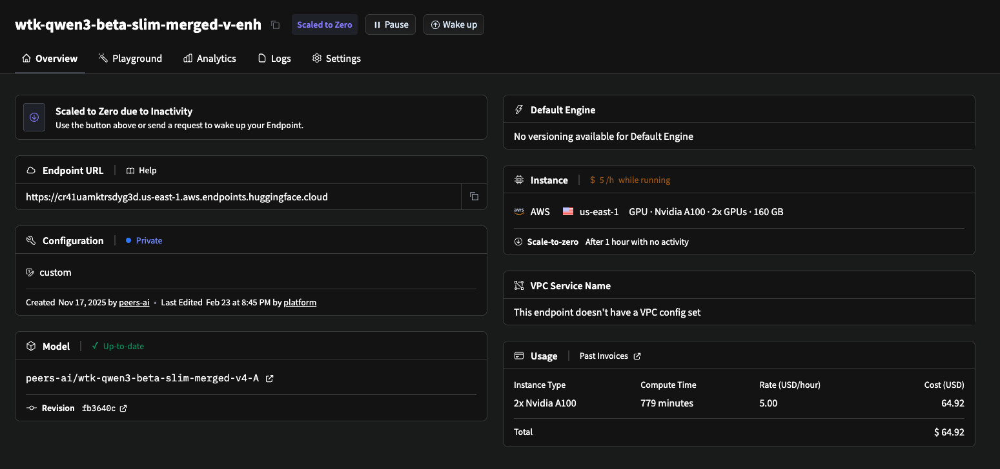 wtk-qwen3-beta-slim-merged-v-enh Scaled to Zero Pause Wake up
Overview Playground Analytics Logs Settings
Scaled to Zero due to Inactivity
Use the button above or send a request to wake up your Endpoint.
Endpoint URL Help
https://cr41uamktrsdyg3d.us-east-1.aws.endpoints.huggingface.cloud
Configuration Private
custom
Created Nov 17, 2025 by peers-ai • Last Edited Feb 23 at 8:45 PM by platform
Model Up-to-date
peers-ai/wtk-qwen3-beta-slim-merged-v4-A
Revision fb3640c
Default Engine
No versioning available for Default Engine
Instance $ 5 /h while running
aws AWS us-east-1 GPU · Nvidia A100 · 2x GPUs · 160 GB
Scale-to-zero After 1 hour with no activity
VPC Service Name
This endpoint doesn't have a VPC config set
Usage Past Invoices
Instance Type Compute Time Rate (USD/hour) Cost (USD)
2x Nvidia A100 779 minutes 5.00 64.92
Total $ 64.92